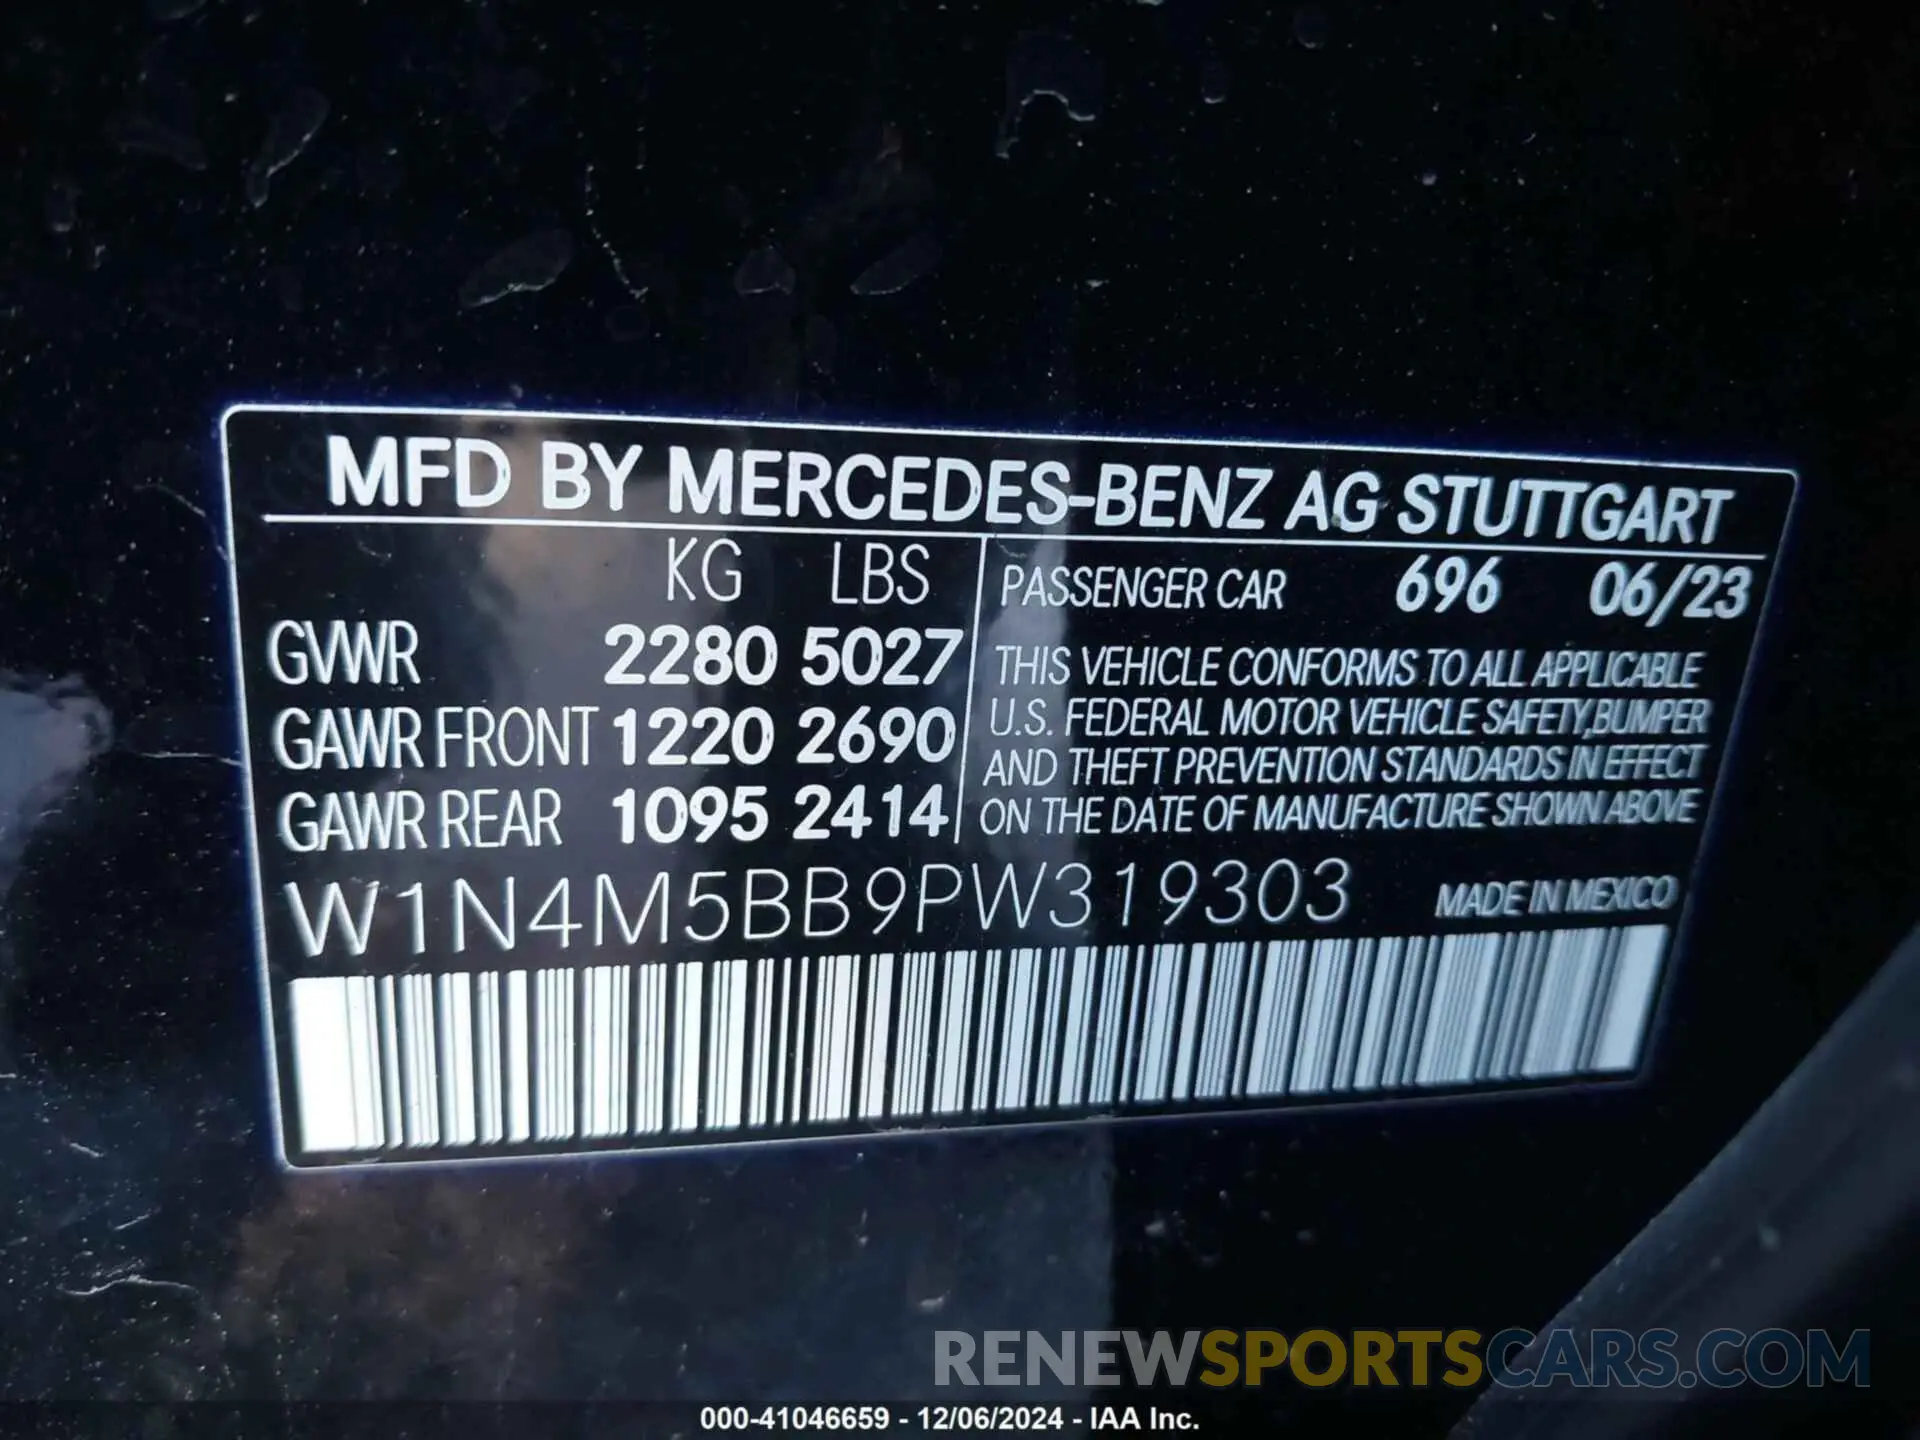 MFD BY MERCEDES-BENZ AG STUTTGART
KG LBS
GVWR 2280 5027
GAWR FRONT 1220 2690
GAWR REAR 1095 2414
PASSENGER CAR 696 06/23
THIS VEHICLE CONFORMS TO ALL APPLICABLE
U.S. FEDERAL MOTOR VEHICLE SAFETY, BUMPER
AND THEFT PREVENTION STANDARDS IN EFFECT
ON THE DATE OF MANUFACTURE SHOWN ABOVE
W1N4M5BB9PW319303 MADE IN MEXICO
RENEWSPORTSCARS.COM
000-41046659 - 12/06/2024 - IAA Inc.